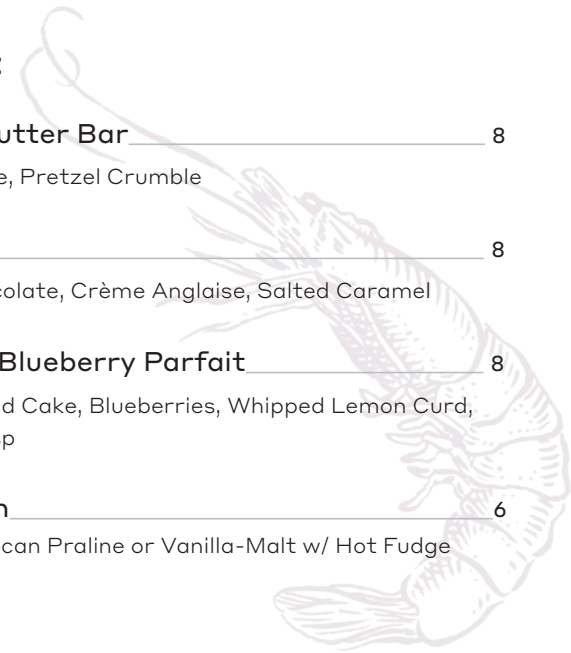 utter Bar 8
e, Pretzel Crumble
8
colate, Crème Anglaise, Salted Caramel
Blueberry Parfait 8
d Cake, Blueberries, Whipped Lemon Curd,
sp
n 6
can Praline or Vanilla-Malt w/ Hot Fudge